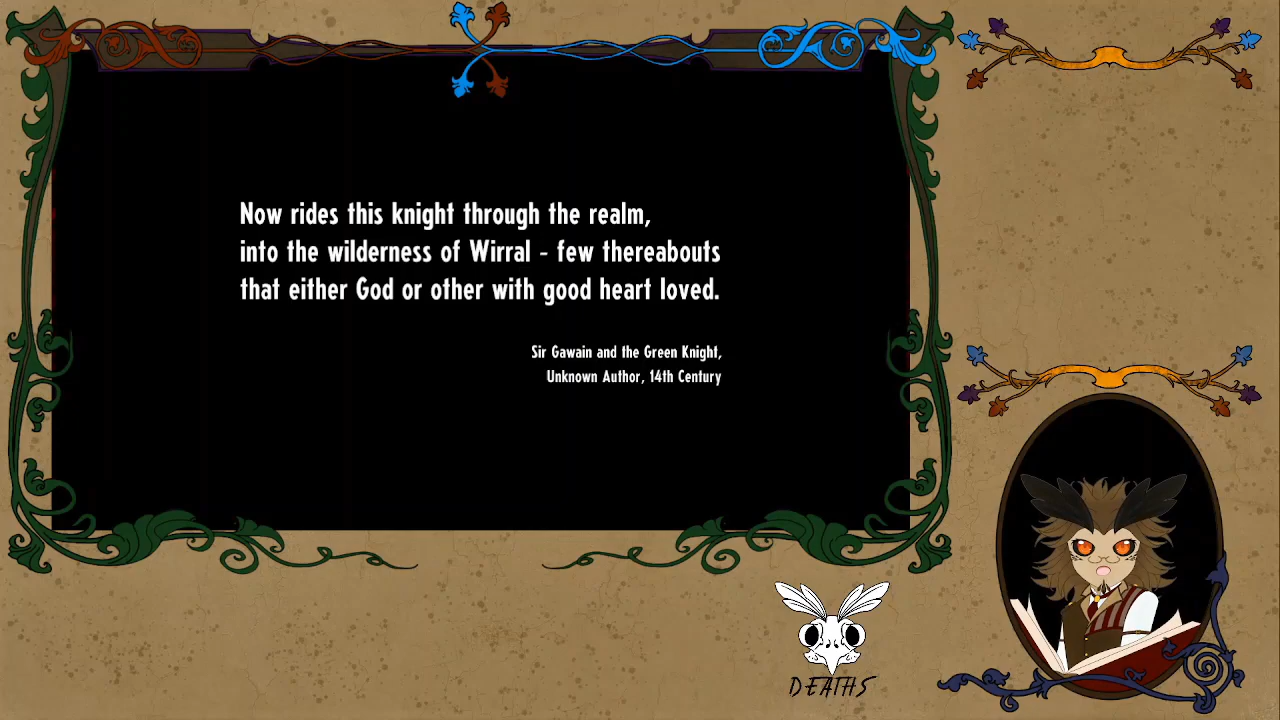 Now rides this knight through the realm,
into the wilderness of Wirral - few thereabouts
that either God or other with good heart loved.
Sir Gawain and the Green Knight,
Unknown Author, 14th Century
DEATHS